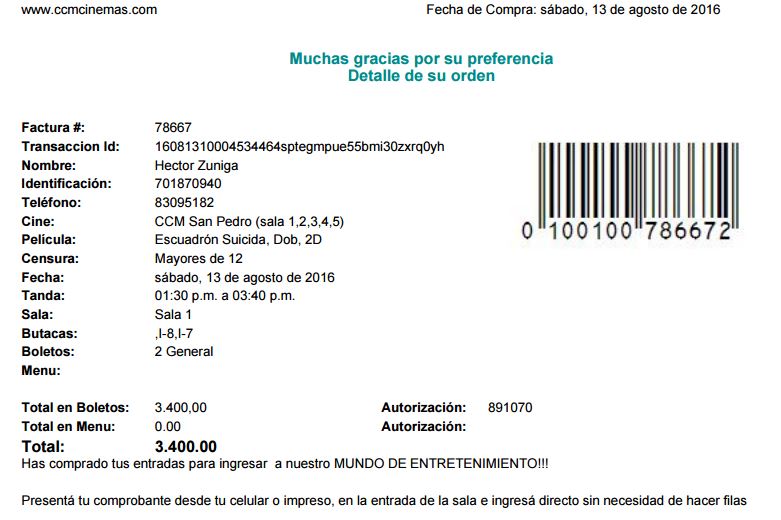 www.ccmcinemas.com Fecha de Compra: sábado, 13 de agosto de 2016
Muchas gracias por su preferencia
Detalle de su orden
Factura #: 78667
Transaccion Id: 16081310004534464sptegmpue55bmi30zxrq0yh
Nombre: Hector Zuniga
Identificación: 701870940
Teléfono: 83095182
Cine: CCM San Pedro (sala 1,2,3,4,5)
Película: Escuadrón Suicida, Dob, 2D
Censura: Mayores de 12
Fecha: sábado, 13 de agosto de 2016
Tanda: 01:30 p.m. a 03:40 p.m.
Sala: Sala 1
Butacas: ,I-8,I-7
Boletos: 2 General
Menu:
0 100100 786672
Total en Boletos: 3.400,00 Autorización: 891070
Total en Menu: 0.00 Autorización:
Total: 3.400.00
Has comprado tus entradas para ingresar a nuestro MUNDO DE ENTRETENIMIENTO!!!
Presentá tu comprobante desde tu celular o impreso, en la entrada de la sala e ingresá directo sin necesidad de hacer filas